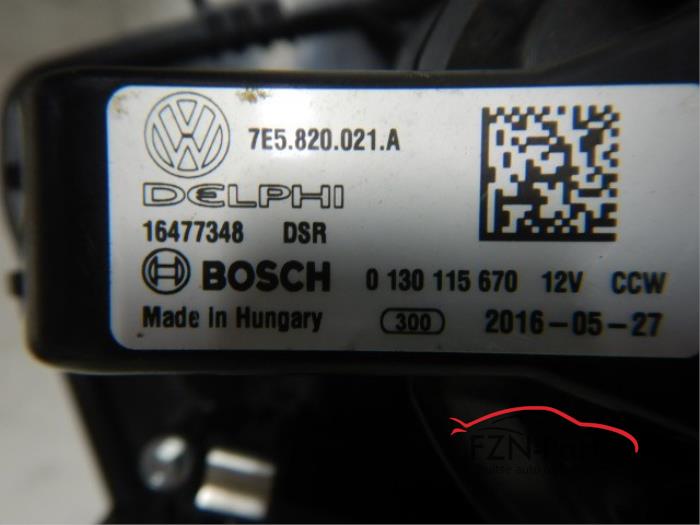 7E5.820.021.A
DELPHI
16477348 DSR
BOSCH 0 130 115 670 12V CCW
Made in Hungary 300 2016-05-27